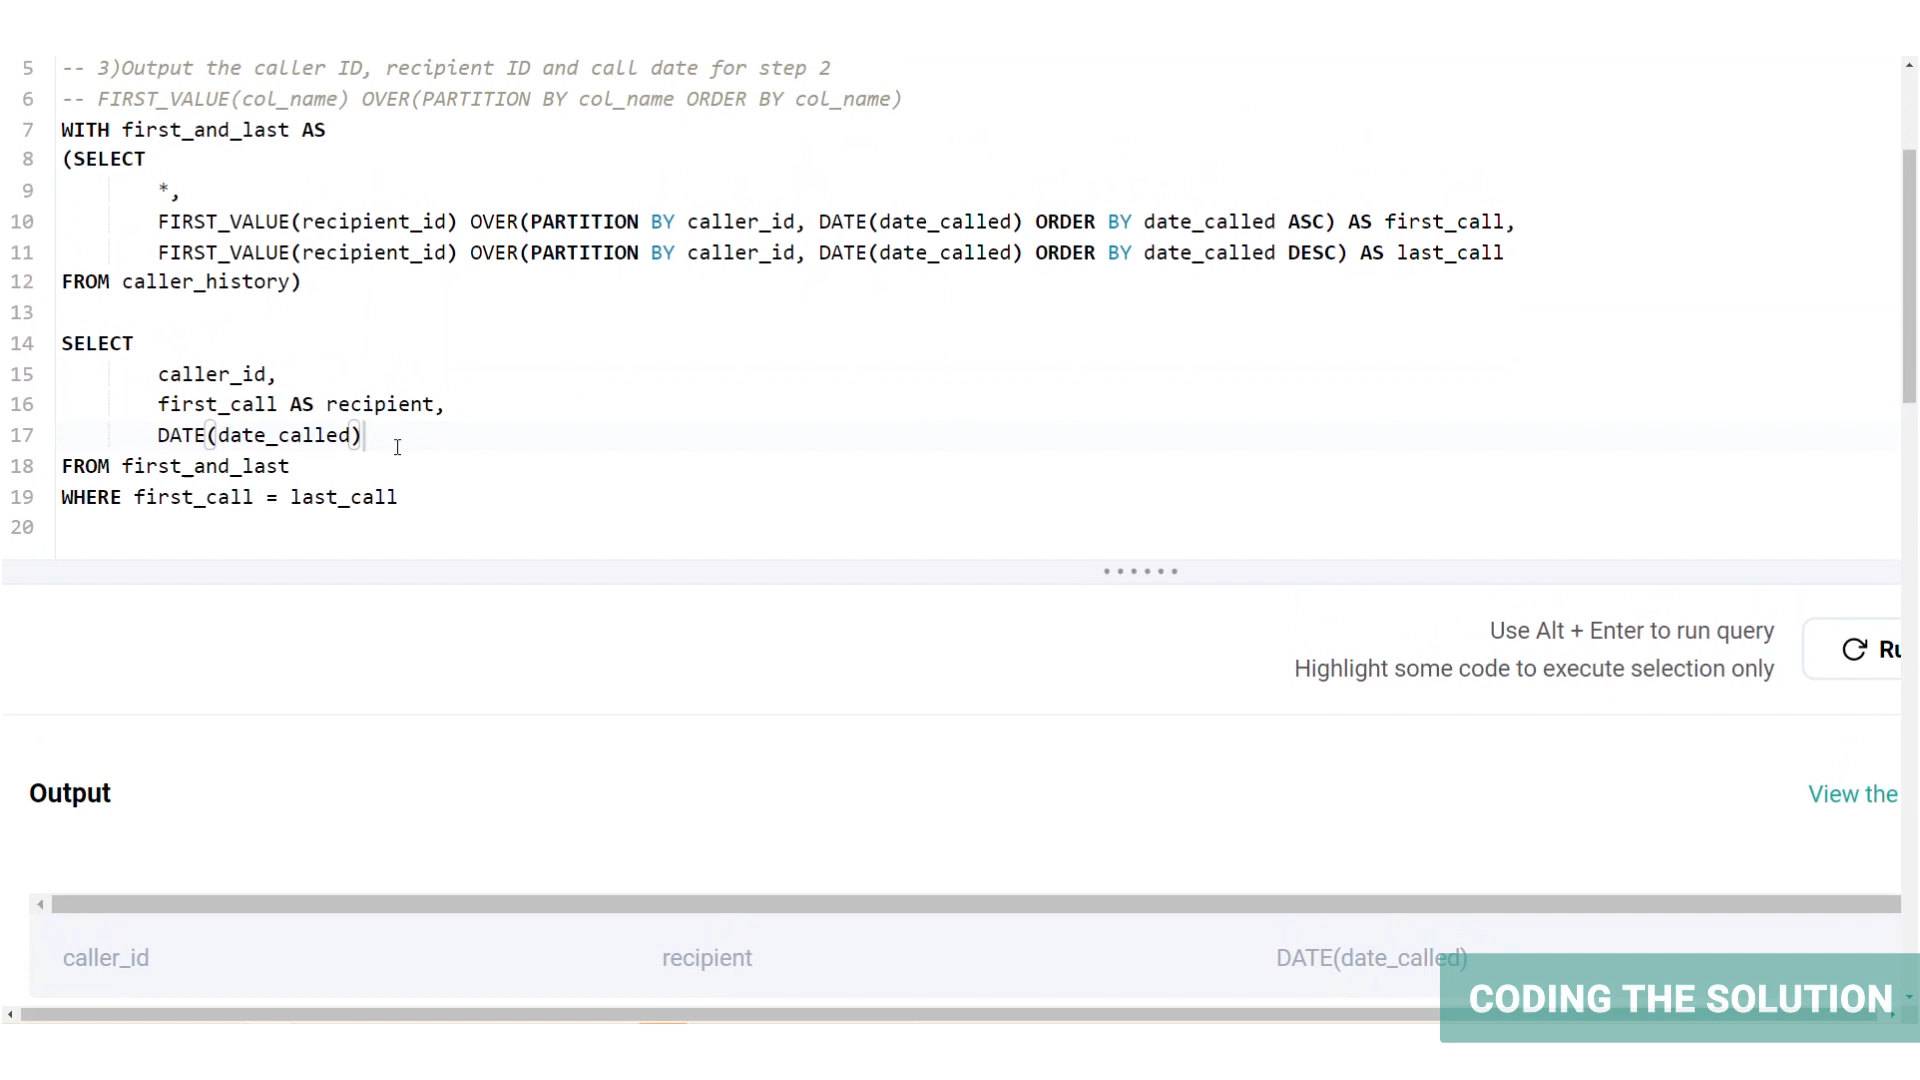 5 -- 3)Output the caller ID, recipient ID and call date for step 2
6 -- FIRST_VALUE(col_name) OVER(PARTITION BY col_name ORDER BY col_name)
7 WITH first_and_last AS
8 (SELECT
9 *,
10 FIRST_VALUE(recipient_id) OVER(PARTITION BY caller_id, DATE(date_called) ORDER BY date_called ASC) AS first_call,
11 FIRST_VALUE(recipient_id) OVER(PARTITION BY caller_id, DATE(date_called) ORDER BY date_called DESC) AS last_call
12 FROM caller_history)
13
14 SELECT
15 caller_id,
16 first_call AS recipient,
17 DATE(date_called)
18 FROM first_and_last
19 WHERE first_call = last_call
20
Use Alt + Enter to run query
Highlight some code to execute selection only
Ru
Output
View the
caller_id recipient DATE(date_called)
CODING THE SOLUTION